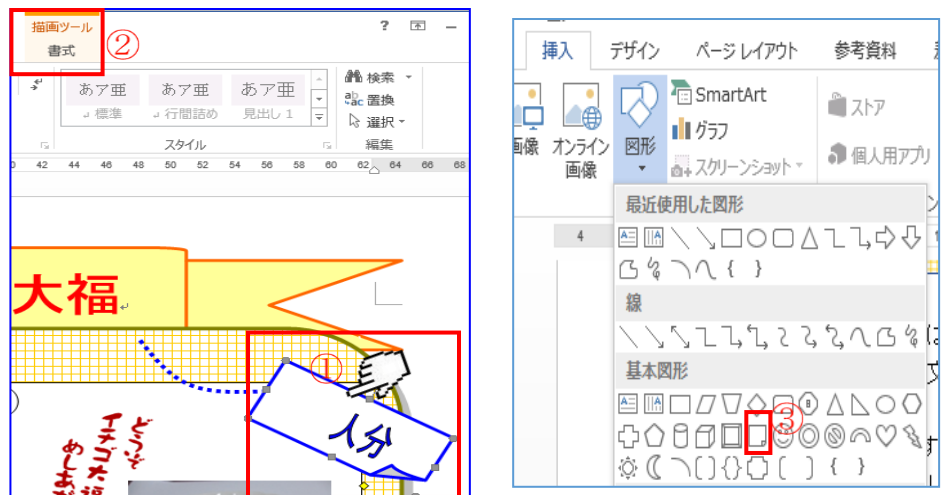 描画ツール
書式
②
?
あア亜
あア亜
あア亜
標準
行間詰め
見出し 1
スタイル
検索
置換
選択
編集
42 44 46 48 50 52 54 56 58 60 62 64 66 68
大福
①
人分
どうぞ
イチゴ大福
めしあが
挿入
デザイン
ページ レイアウト
参考資料
画像
オンライン
画像
図形
SmartArt
グラフ
スクリーンショット
ストア
個人用アプリ
4
最近使用した図形
線
基本図形
③